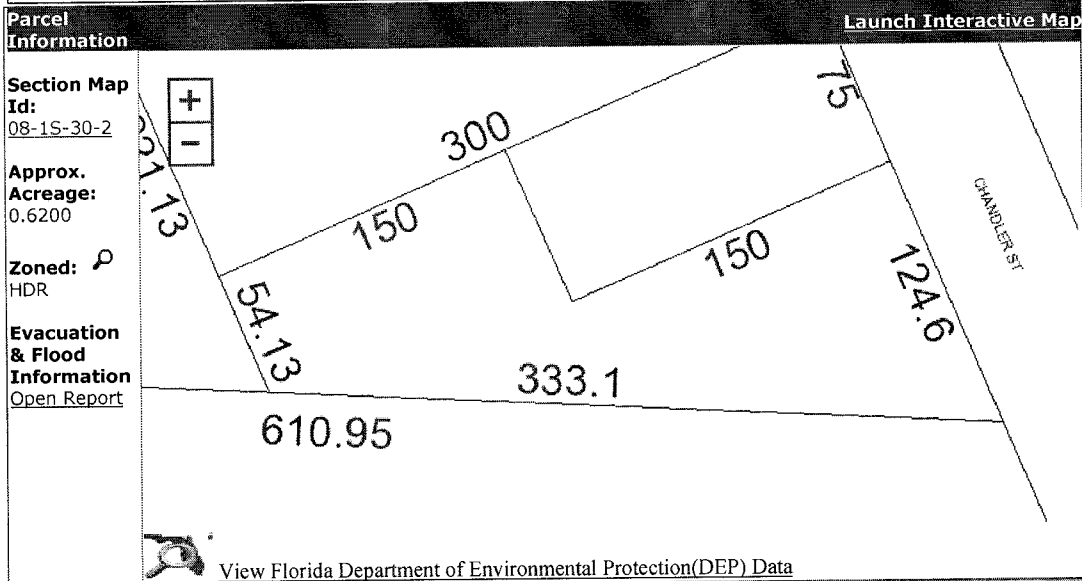 Parcel
Information
Launch Interactive Map
Section Map
Id:
08-1S-30-2
Approx.
Acreage:
0.6200
Zoned:
HDR
Evacuation
& Flood
Information
Open Report
+
-
300
75
150
150
CHANDLER ST
54.13
124.6
333.1
610.95
View Florida Department of Environmental Protection(DEP) Data